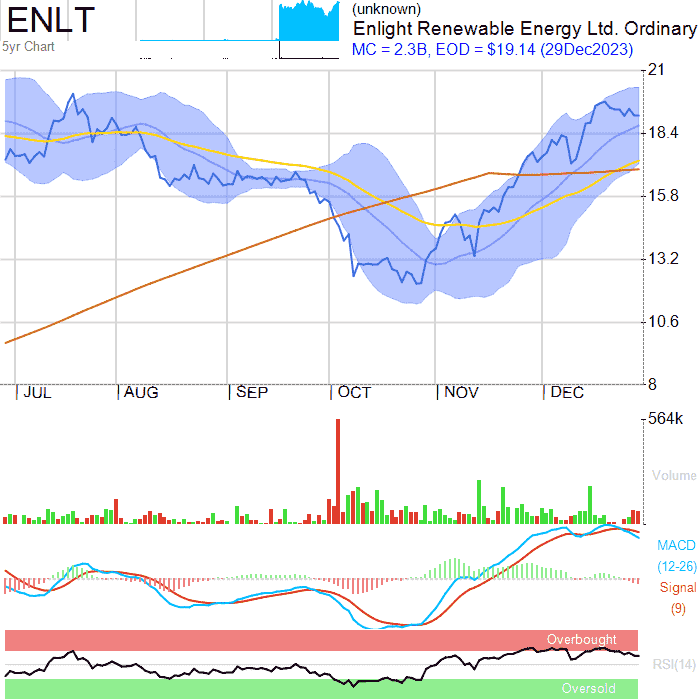 ENLT
5yr Chart
(unknown)
Enlight Renewable Energy Ltd. Ordinary
MC = 2.3B, EOD = $19.14 (29Dec2023)
21
18.4
15.8
13.2
10.6
8
JUL AUG SEP OCT NOV DEC
564k
Volume
MACD
(12-26)
Signal
(9)
Overbought
RSI(14)
Oversold